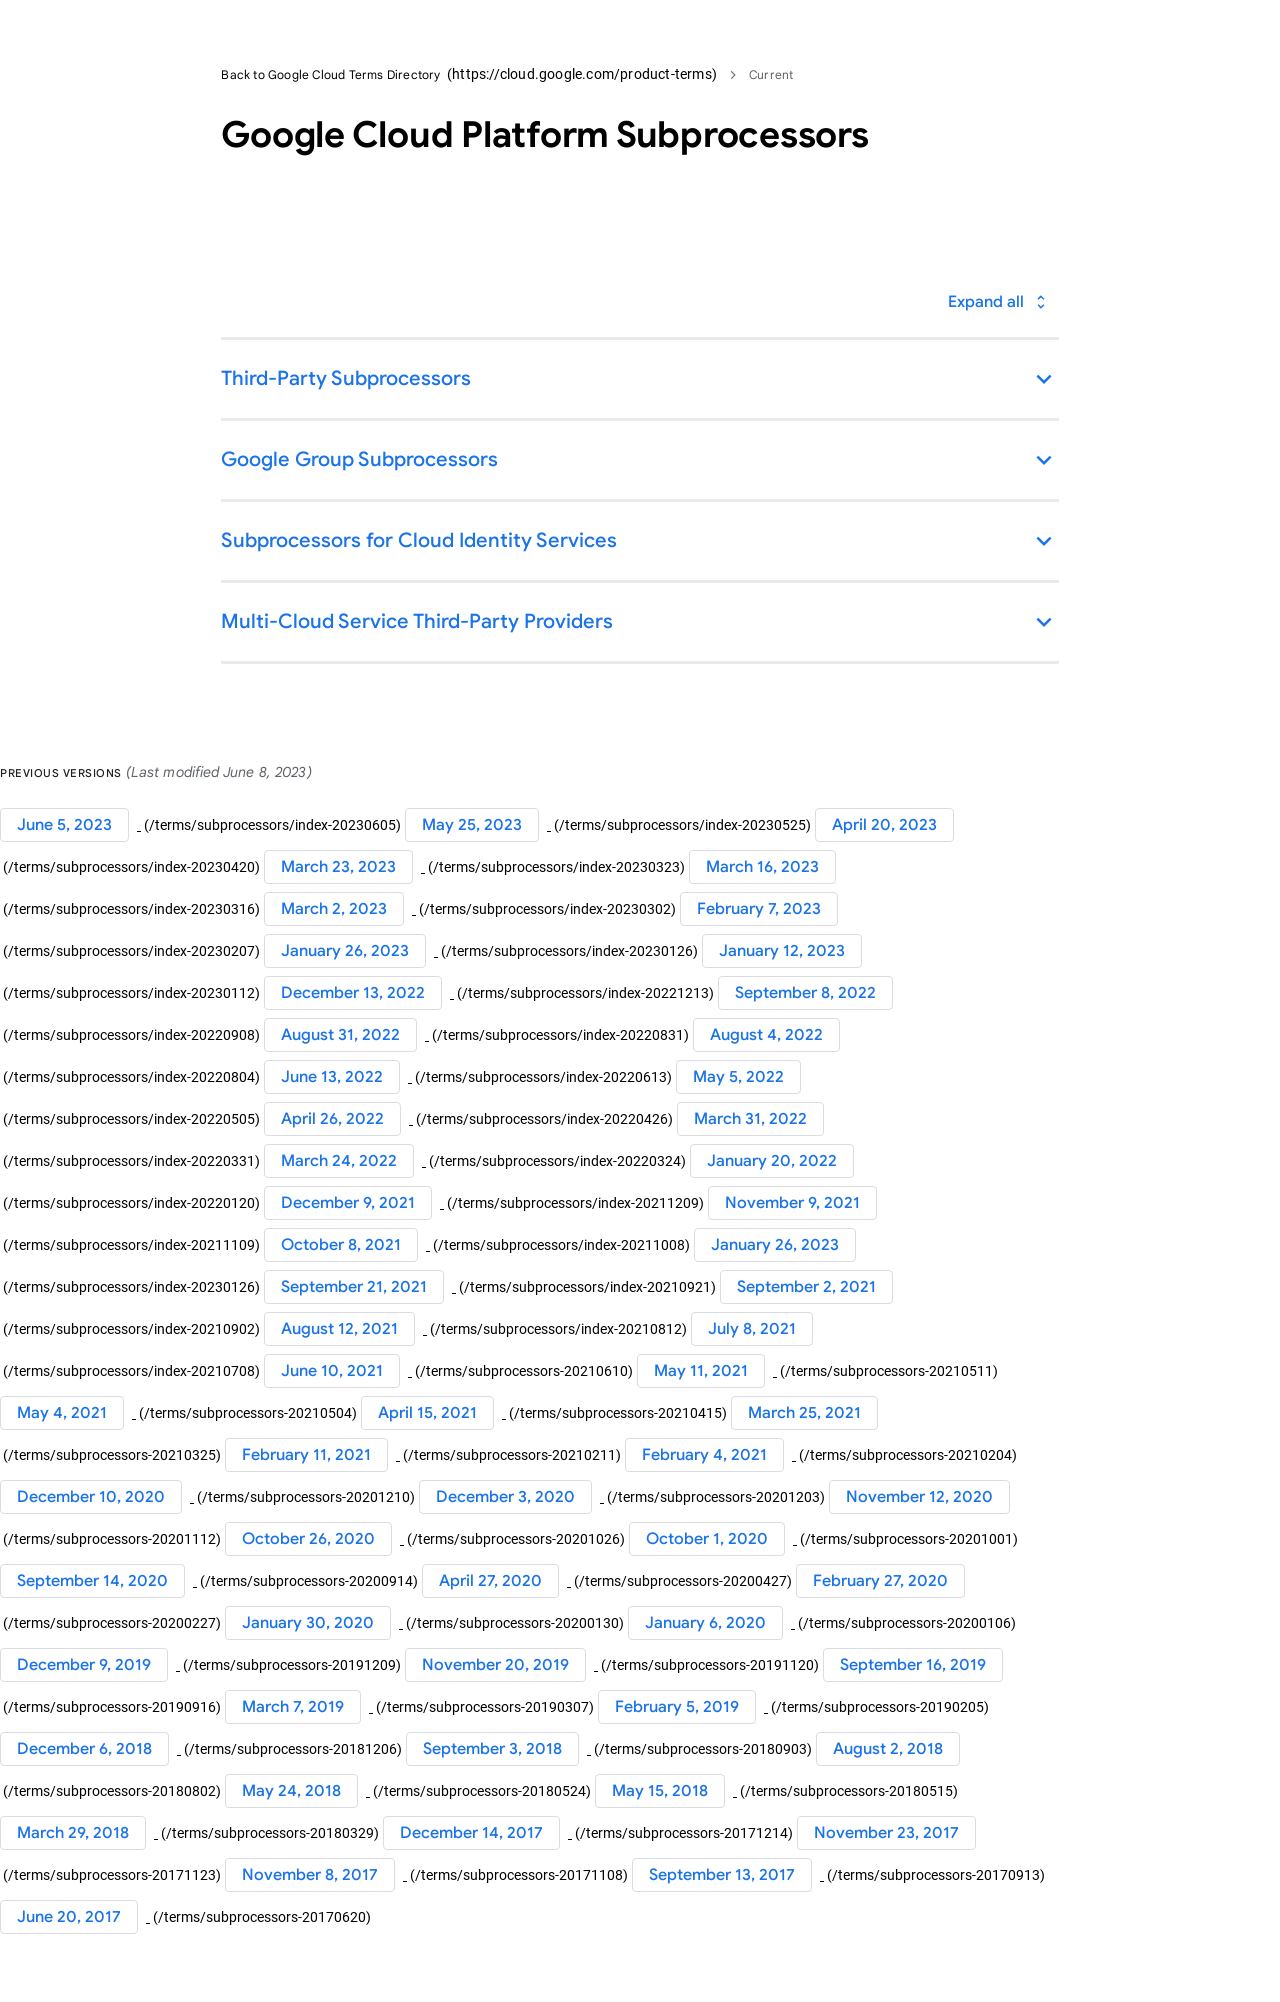 Back to Google Cloud Terms Directory (https://cloud.google.com/product-terms) > Current
Google Cloud Platform Subprocessors
Expand all
Third-Party Subprocessors
Google Group Subprocessors
Subprocessors for Cloud Identity Services
Multi-Cloud Service Third-Party Providers
PREVIOUS VERSIONS (Last modified June 8, 2023)
June 5, 2023 (/terms/subprocessors/index-20230605) May 25, 2023 (/terms/subprocessors/index-20230525) April 20, 2023
(/terms/subprocessors/index-20230420) March 23, 2023 (/terms/subprocessors/index-20230323) March 16, 2023
(/terms/subprocessors/index-20230316) March 2, 2023 (/terms/subprocessors/index-20230302) February 7, 2023
(/terms/subprocessors/index-20230207) January 26, 2023 (/terms/subprocessors/index-20230126) January 12, 2023
(/terms/subprocessors/index-20230112) December 13, 2022 (/terms/subprocessors/index-20221213) September 8, 2022
(/terms/subprocessors/index-20220908) August 31, 2022 (/terms/subprocessors/index-20220831) August 4, 2022
(/terms/subprocessors/index-20220804) June 13, 2022 (/terms/subprocessors/index-20220613) May 5, 2022
(/terms/subprocessors/index-20220505) April 26, 2022 (/terms/subprocessors/index-20220426) March 31, 2022
(/terms/subprocessors/index-20220331) March 24, 2022 (/terms/subprocessors/index-20220324) January 20, 2022
(/terms/subprocessors/index-20220120) December 9, 2021 (/terms/subprocessors/index-20211209) November 9, 2021
(/terms/subprocessors/index-20211109) October 8, 2021 (/terms/subprocessors/index-20211008) January 26, 2023
(/terms/subprocessors/index-20230126) September 21, 2021 (/terms/subprocessors/index-20210921) September 2, 2021
(/terms/subprocessors/index-20210902) August 12, 2021 (/terms/subprocessors/index-20210812) July 8, 2021
(/terms/subprocessors/index-20210708) June 10, 2021 (/terms/subprocessors-20210610) May 11, 2021 (/terms/subprocessors-20210511)
May 4, 2021 (/terms/subprocessors-20210504) April 15, 2021 (/terms/subprocessors-20210415) March 25, 2021
(/terms/subprocessors-20210325) February 11, 2021 (/terms/subprocessors-20210211) February 4, 2021 (/terms/subprocessors-20210204)
December 10, 2020 (/terms/subprocessors-20201210) December 3, 2020 (/terms/subprocessors-20201203) November 12, 2020
(/terms/subprocessors-20201112) October 26, 2020 (/terms/subprocessors-20201026) October 1, 2020 (/terms/subprocessors-20201001)
September 14, 2020 (/terms/subprocessors-20200914) April 27, 2020 (/terms/subprocessors-20200427) February 27, 2020
(/terms/subprocessors-20200227) January 30, 2020 (/terms/subprocessors-20200130) January 6, 2020 (/terms/subprocessors-20200106)
December 9, 2019 (/terms/subprocessors-20191209) November 20, 2019 (/terms/subprocessors-20191120) September 16, 2019
(/terms/subprocessors-20190916) March 7, 2019 (/terms/subprocessors-20190307) February 5, 2019 (/terms/subprocessors-20190205)
December 6, 2018 (/terms/subprocessors-20181206) September 3, 2018 (/terms/subprocessors-20180903) August 2, 2018
(/terms/subprocessors-20180802) May 24, 2018 (/terms/subprocessors-20180524) May 15, 2018 (/terms/subprocessors-20180515)
March 29, 2018 (/terms/subprocessors-20180329) December 14, 2017 (/terms/subprocessors-20171214) November 23, 2017
(/terms/subprocessors-20171123) November 8, 2017 (/terms/subprocessors-20171108) September 13, 2017 (/terms/subprocessors-20170913)
June 20, 2017 (/terms/subprocessors-20170620)